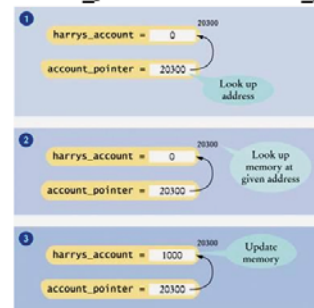 1
20300
harrys_account = 0
account_pointer = 20300
Look up
address
2
20300
harrys_account = 0
account_pointer = 20300
Look up
memory at
given address
3
20300
harrys_account = 1000
account_pointer = 20300
Update
memory